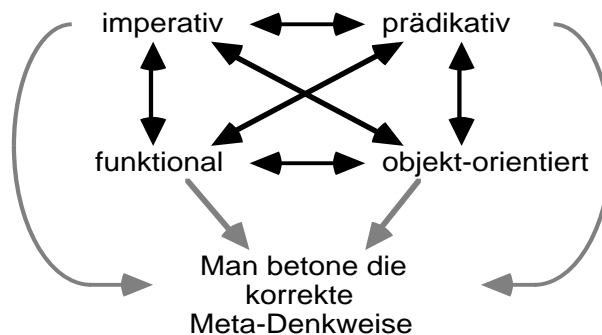 imperativ prädikativ
funktional objekt-orientiert
Man betone die
korrekte
Meta-Denkweise